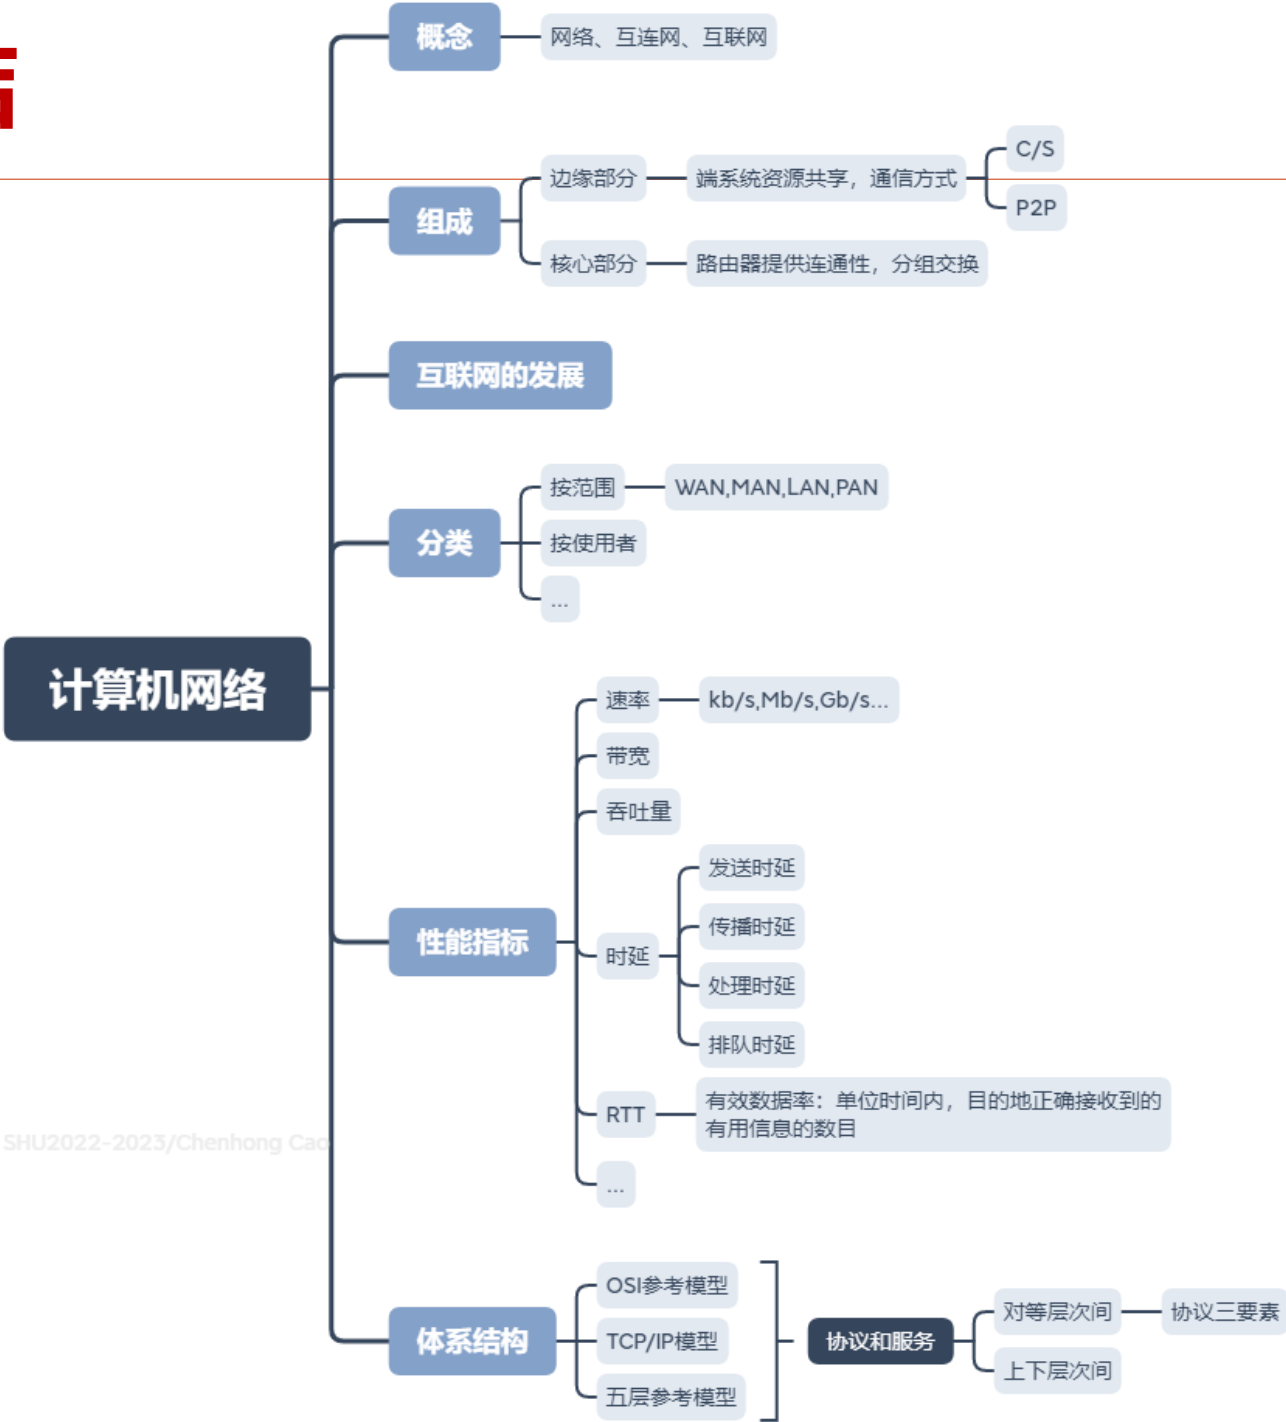 概念
网络、互连网、互联网
组成
边缘部分
端系统资源共享，通信方式
C/S
P2P
核心部分
路由器提供连通性，分组交换
互联网的发展
分类
按范围
WAN,MAN,LAN,PAN
按使用者
...
计算机网络
性能指标
速率
kb/s,Mb/s,Gb/s...
带宽
吞吐量
时延
发送时延
传播时延
处理时延
排队时延
RTT
有效数据率：单位时间内，目的地正确接收到的
有用信息的数目
...
SHU2022-2023/Chenhong Cao
体系结构
OSI参考模型
TCP/IP模型
五层参考模型
协议和服务
对等层次间
协议三要素
上下层次间